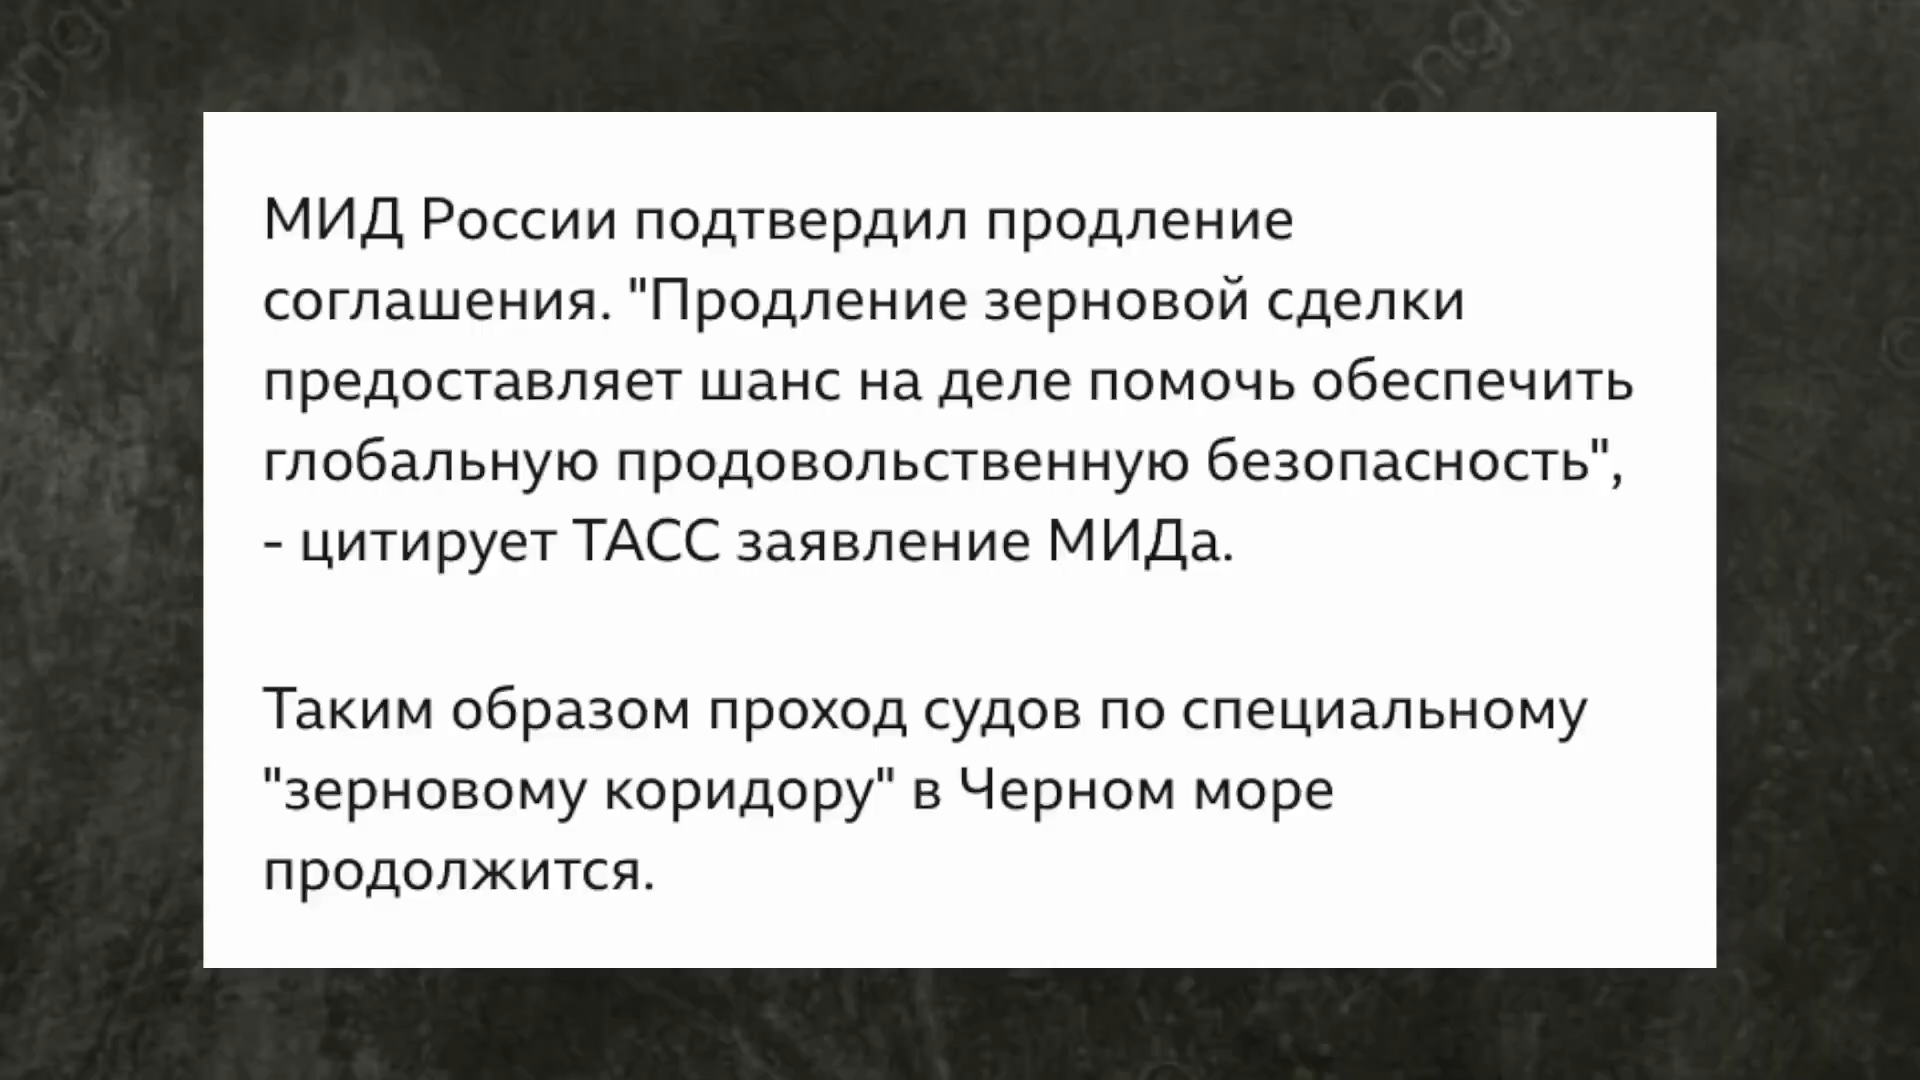 МИД России подтвердил продление
соглашения. "Продление зерновой сделки
предоставляет шанс на деле помочь обеспечить
глобальную продовольственную безопасность",
- цитирует ТАСС заявление МИДа.
Таким образом проход судов по специальному
"зерновому коридору" в Черном море
продолжится.